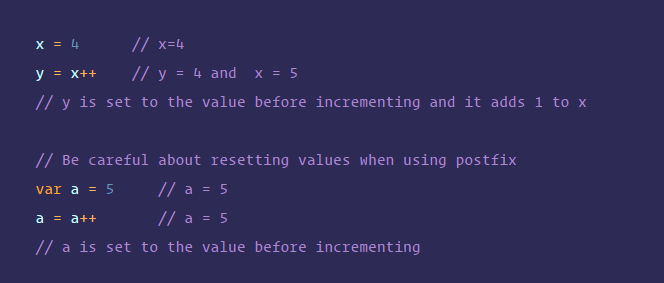 x = 4      // x=4
y = x++    // y = 4 and  x = 5
// y is set to the value before incrementing and it adds 1 to x
// Be careful about resetting values when using postfix
var a = 5     // a = 5
a = a++       // a = 5
// a is set to the value before incrementing